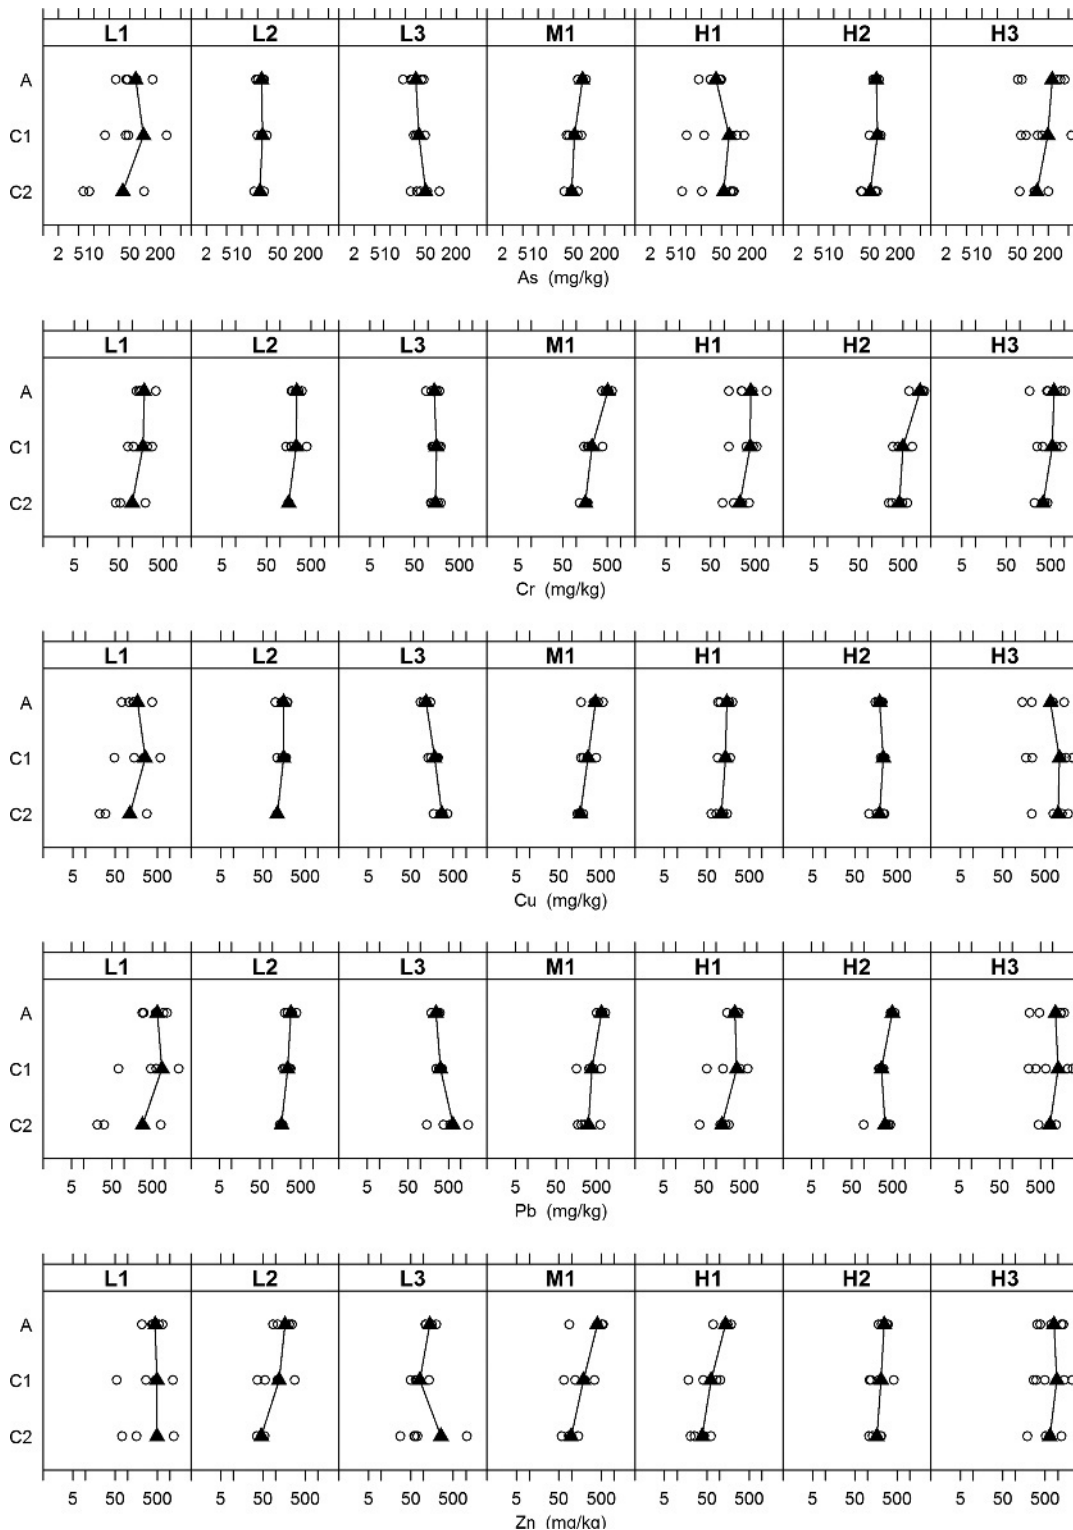 L1 L2 L3 M1 H1 H2 H3
A
C1
C2
2 510 50 200 2 510 50 200 2 510 50 200 2 510 50 200 2 510 50 200 2 510 50 200 2 510 50 200
As (mg/kg)
L1 L2 L3 M1 H1 H2 H3
A
C1
C2
5 50 500 5 50 500 5 50 500 5 50 500 5 50 500 5 50 500 5 50 500
Cr (mg/kg)
L1 L2 L3 M1 H1 H2 H3
A
C1
C2
5 50 500 5 50 500 5 50 500 5 50 500 5 50 500 5 50 500 5 50 500
Cu (mg/kg)
L1 L2 L3 M1 H1 H2 H3
A
C1
C2
5 50 500 5 50 500 5 50 500 5 50 500 5 50 500 5 50 500 5 50 500
Pb (mg/kg)
L1 L2 L3 M1 H1 H2 H3
A
C1
C2
5 50 500 5 50 500 5 50 500 5 50 500 5 50 500 5 50 500 5 50 500
Zn (mg/kg)